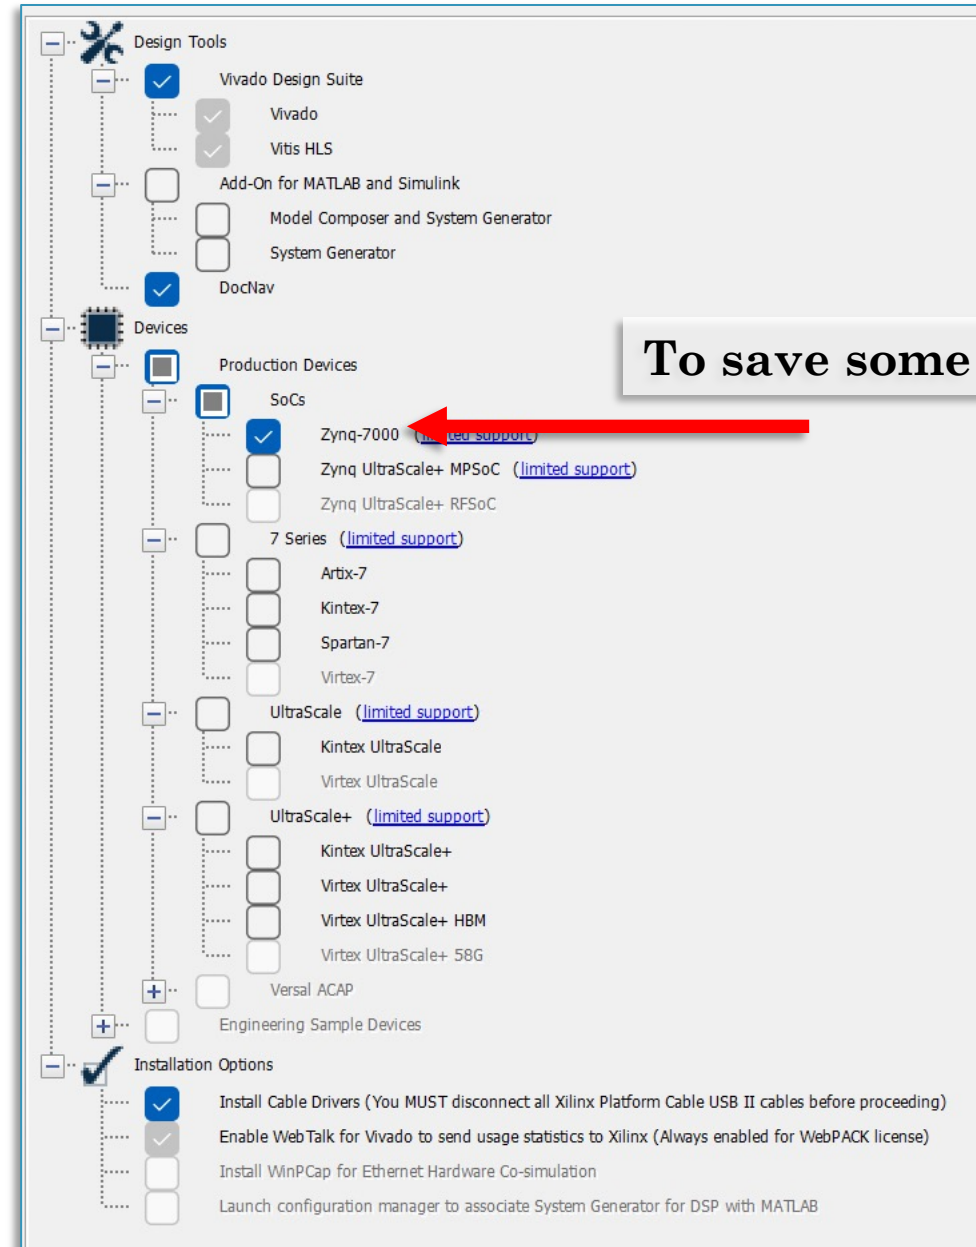 Design Tools
Vivado Design Suite
Vivado
Vitis HLS
Add-On for MATLAB and Simulink
Model Composer and System Generator
System Generator
DocNav
Devices
Production Devices
To save some
SoCs
Zynq-7000 (limited support)
Zynq UltraScale+ MPSoC (limited support)
Zynq UltraScale+ RFSoC
7 Series (limited support)
Artix-7
Kintex-7
Spartan-7
Virtex-7
UltraScale (limited support)
Kintex UltraScale
Virtex UltraScale
UltraScale+ (limited support)
Kintex UltraScale+
Virtex UltraScale+
Virtex UltraScale+ HBM
Virtex UltraScale+ 58G
Versal ACAP
Engineering Sample Devices
Installation Options
Install Cable Drivers (You MUST disconnect all Xilinx Platform Cable USB II cables before proceeding)
Enable WebTalk for Vivado to send usage statistics to Xilinx (Always enabled for WebPACK license)
Install WinPCap for Ethernet Hardware Co-simulation
Launch configuration manager to associate System Generator for DSP with MATLAB